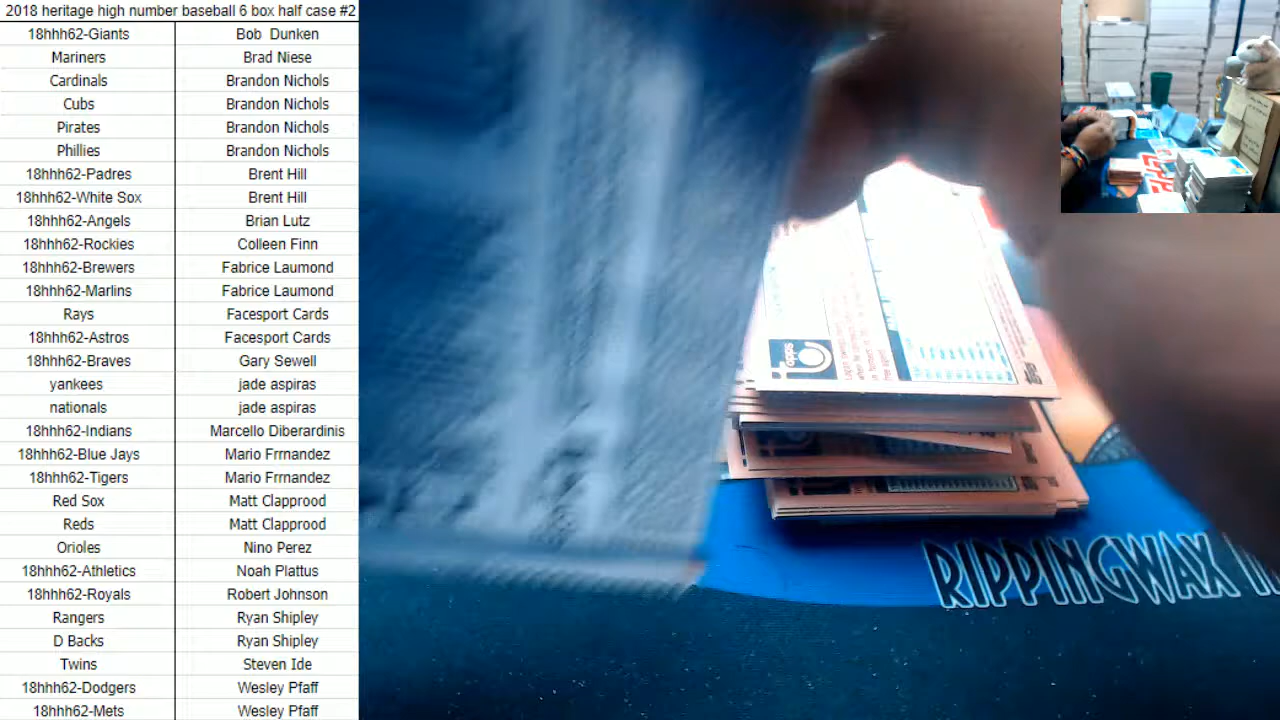 2018 heritage high number baseball 6 box half case #2
18hhh62-Giants Bob Dunken
Mariners Brad Niese
Cardinals Brandon Nichols
Cubs Brandon Nichols
Pirates Brandon Nichols
Phillies Brandon Nichols
18hhh62-Padres Brent Hill
18hhh62-White Sox Brent Hill
18hhh62-Angels Brian Lutz
18hhh62-Rockies Colleen Finn
18hhh62-Brewers Fabrice Laumond
18hhh62-Marlins Fabrice Laumond
Rays Facesport Cards
18hhh62-Astros Facesport Cards
18hhh62-Braves Gary Sewell
yankees jade aspiras
nationals jade aspiras
18hhh62-Indians Marcello Diberardinis
18hhh62-Blue Jays Mario Frrnandez
18hhh62-Tigers Mario Frrnandez
Red Sox Matt Clapprood
Reds Matt Clapprood
Orioles Nino Perez
18hhh62-Athletics Noah Plattus
18hhh62-Royals Robert Johnson
Rangers Ryan Shipley
D Backs Ryan Shipley
Twins Steven Ide
18hhh62-Dodgers Wesley Pfaff
18hhh62-Mets Wesley Pfaff
topps
RIPPINGWAX